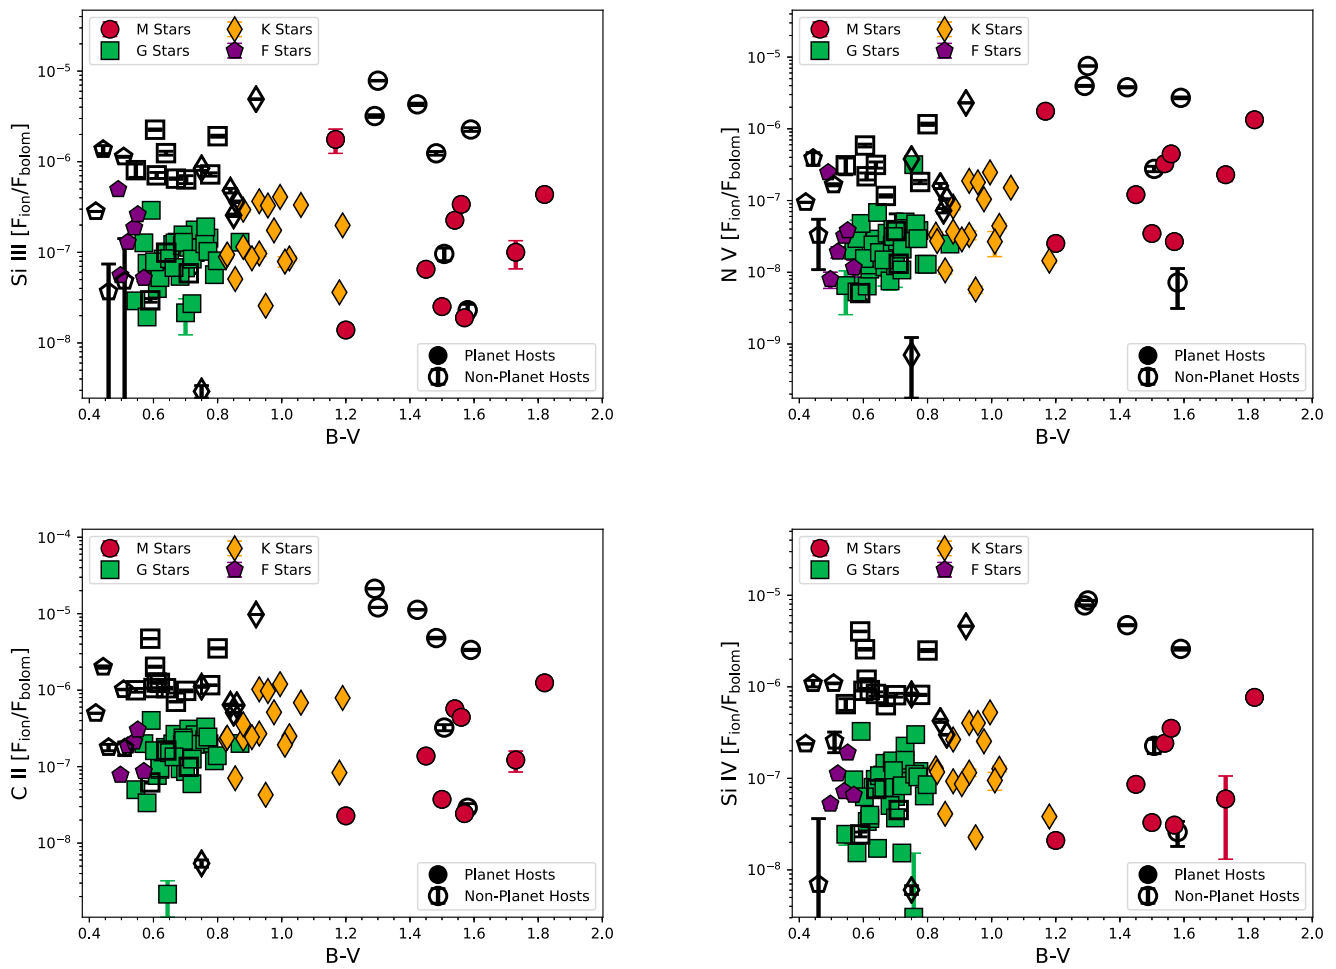 M Stars
G Stars
K Stars
F Stars
10⁻⁵
10⁻⁶
10⁻⁷
10⁻⁸
Si III [F_ion/F_bolom]
Planet Hosts
Non-Planet Hosts
0.4 0.6 0.8 1.0 1.2 1.4 1.6 1.8 2.0
B-V
M Stars
G Stars
K Stars
F Stars
10⁻⁵
10⁻⁶
10⁻⁷
10⁻⁸
10⁻⁹
N V [F_ion/F_bolom]
Planet Hosts
Non-Planet Hosts
0.4 0.6 0.8 1.0 1.2 1.4 1.6 1.8 2.0
B-V
M Stars
G Stars
K Stars
F Stars
10⁻⁴
10⁻⁵
10⁻⁶
10⁻⁷
10⁻⁸
C II [F_ion/F_bolom]
Planet Hosts
Non-Planet Hosts
0.4 0.6 0.8 1.0 1.2 1.4 1.6 1.8 2.0
B-V
M Stars
G Stars
K Stars
F Stars
10⁻⁵
10⁻⁶
10⁻⁷
10⁻⁸
Si IV [F_ion/F_bolom]
Planet Hosts
Non-Planet Hosts
0.4 0.6 0.8 1.0 1.2 1.4 1.6 1.8 2.0
B-V